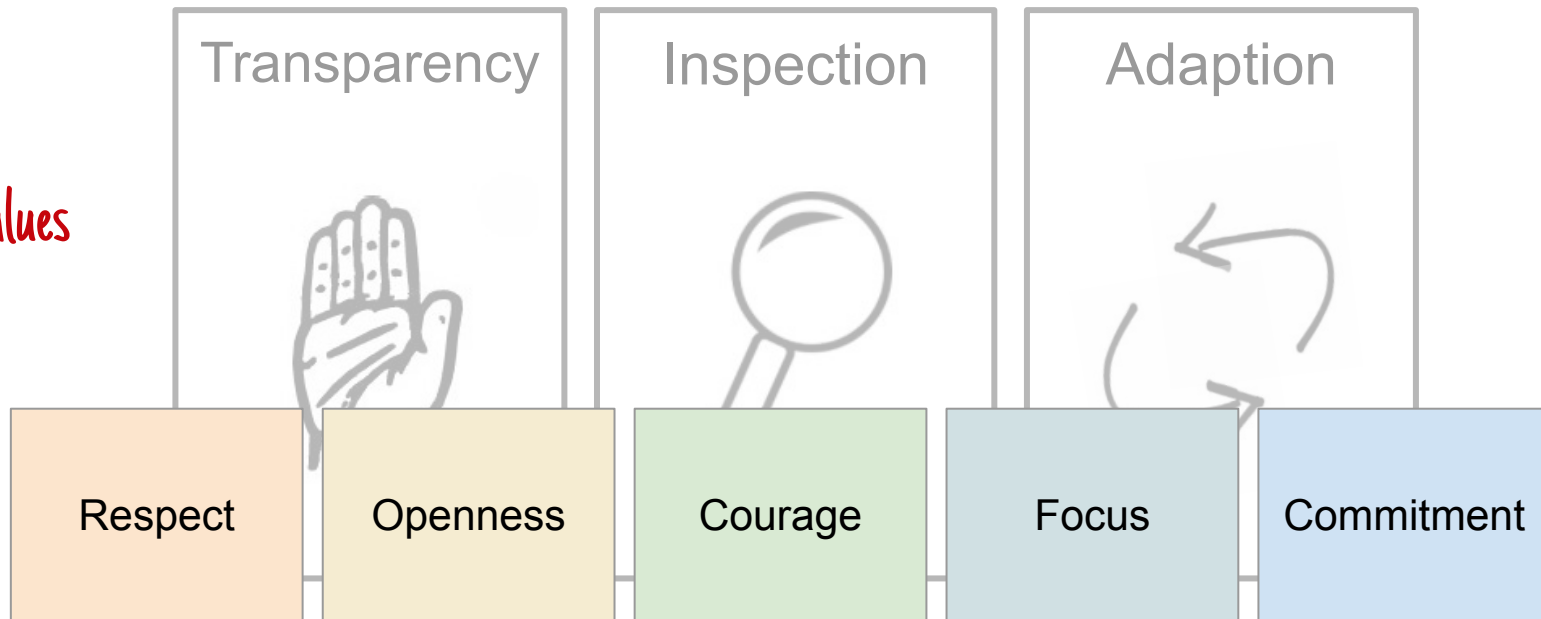 Transparency
Inspection
Adaption
lues
Respect
Openness
Courage
Focus
Commitment